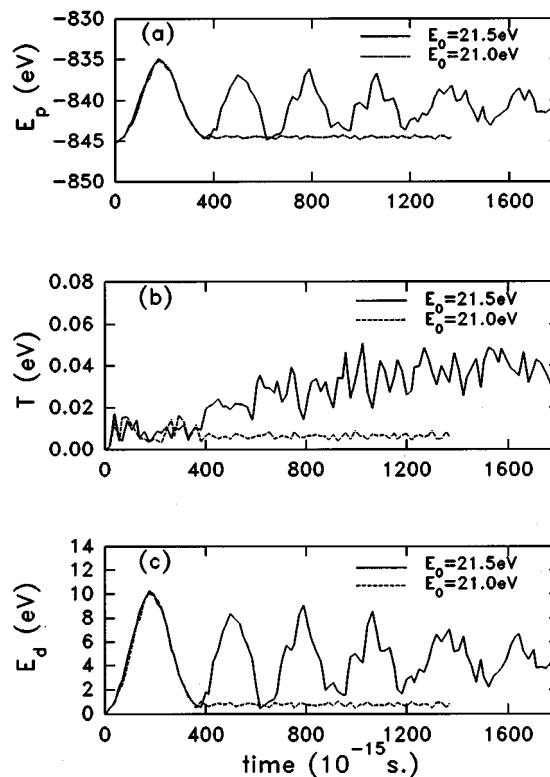 (a)
E₀=21.5eV
E₀=21.0eV
E_p (eV)
−830
−835
−840
−845
−850
0
400
800
1200
1600
(b)
E₀=21.5eV
E₀=21.0eV
T (eV)
0.08
0.06
0.04
0.02
0.00
0
400
800
1200
1600
(c)
E₀=21.5eV
E₀=21.0eV
E_d (eV)
14
12
10
8
6
4
2
0
0
400
800
1200
1600
time (10⁻¹⁵ s.)